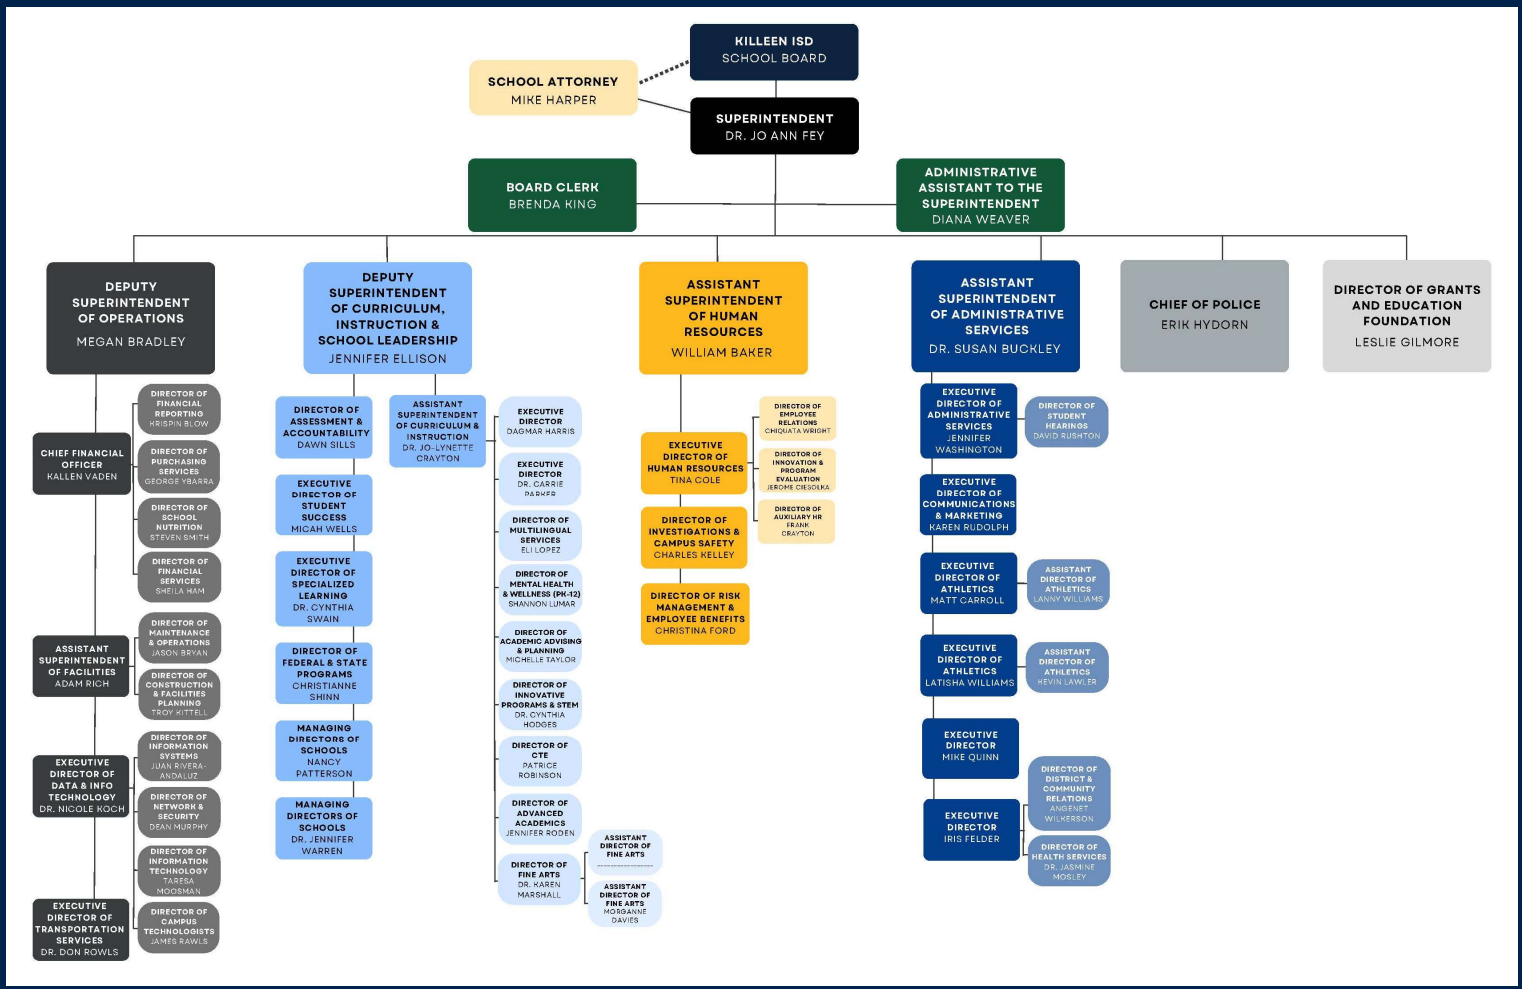 KILLEEN ISD
SCHOOL BOARD
SCHOOL ATTORNEY
MIKE HARPER
SUPERINTENDENT
DR. JO ANN FEY
BOARD CLERK
BRENDA KING
ADMINISTRATIVE
ASSISTANT TO THE
SUPERINTENDENT
DIANA WEAVER
DEPUTY
SUPERINTENDENT
OF OPERATIONS
MEGAN BRADLEY
DIRECTOR OF
FINANCIAL
REPORTING
KRISPIN BLOW
CHIEF FINANCIAL
OFFICER
KALLEN VADEN
DIRECTOR OF
PURCHASING
SERVICES
GEORGE YBARRA
DIRECTOR OF
SCHOOL
NUTRITION
STEVEN SMITH
DIRECTOR OF
FINANCIAL
SERVICES
SHEILA HAM
ASSISTANT
SUPERINTENDENT
OF FACILITIES
ADAM RICH
DIRECTOR OF
MAINTENANCE
& OPERATIONS
JASON BRYAN
DIRECTOR OF
CONSTRUCTION
& FACILITIES
PLANNING
TROY KITTELL
EXECUTIVE
DIRECTOR OF
DATA & INFO
TECHNOLOGY
DR. NICOLE KOCH
DIRECTOR OF
INFORMATION
SYSTEMS
JUAN RIVERA-
ANDALUZ
DIRECTOR OF
NETWORK &
SECURITY
DEAN MURPHY
DIRECTOR OF
INFORMATION
TECHNOLOGY
TARESA
MOOSMAN
DIRECTOR OF
CAMPUS
TECHNOLOGISTS
JAMES RAWLS
EXECUTIVE
DIRECTOR OF
TRANSPORTATION
SERVICES
DR. DON ROWLS
DEPUTY
SUPERINTENDENT
OF CURRICULUM,
INSTRUCTION &
SCHOOL LEADERSHIP
JENNIFER ELLISON
DIRECTOR OF
ASSESSMENT &
ACCOUNTABILITY
DAWN SILLS
EXECUTIVE
DIRECTOR OF
STUDENT
SUCCESS
MICAH WELLS
EXECUTIVE
DIRECTOR OF
SPECIALIZED
LEARNING
DR. CYNTHIA
SWAIN
DIRECTOR OF
FEDERAL & STATE
PROGRAMS
CHRISTIANNE
SHINN
MANAGING
DIRECTORS OF
SCHOOLS
NANCY
PATTERSON
MANAGING
DIRECTORS OF
SCHOOLS
DR. JENNIFER
WARREN
ASSISTANT
SUPERINTENDENT
OF CURRICULUM &
INSTRUCTION
DR. JO-LYNETTE
CRAYTON
EXECUTIVE
DIRECTOR
DAGMAR HARRIS
EXECUTIVE
DIRECTOR
DR. CARRIE
PARKER
DIRECTOR OF
MULTILINGUAL
SERVICES
ELI LOPEZ
DIRECTOR OF
MENTAL HEALTH
& WELLNESS (PK-12)
SHANNON LUMAR
DIRECTOR OF
ACADEMIC ADVISING
& PLANNING
MICHELLE TAYLOR
DIRECTOR OF
INNOVATIVE
PROGRAMS & STEM
DR. CYNTHIA
HODGES
DIRECTOR OF
CTE
PATRICE
ROBINSON
DIRECTOR OF
ADVANCED
ACADEMICS
JENNIFER RODEN
DIRECTOR OF
FINE ARTS
DR. KAREN
MARSHALL
ASSISTANT
DIRECTOR OF
FINE ARTS
ASSISTANT
DIRECTOR OF
FINE ARTS
MORGANNE
DAVIES
ASSISTANT
SUPERINTENDENT
OF HUMAN
RESOURCES
WILLIAM BAKER
EXECUTIVE
DIRECTOR OF
HUMAN RESOURCES
TINA COLE
DIRECTOR OF
EMPLOYEE
RELATIONS
CHIQUATA WRIGHT
DIRECTOR OF
INNOVATION &
PROGRAM
EVALUATION
JEROME CIESOLKA
DIRECTOR OF
AUXILIARY HR
FRANK
CRAYTON
DIRECTOR OF
INVESTIGATIONS &
CAMPUS SAFETY
CHARLES KELLEY
DIRECTOR OF RISK
MANAGEMENT &
EMPLOYEE BENEFITS
CHRISTINA FORD
ASSISTANT
SUPERINTENDENT
OF ADMINISTRATIVE
SERVICES
DR. SUSAN BUCKLEY
EXECUTIVE
DIRECTOR OF
ADMINISTRATIVE
SERVICES
JENNIFER
WASHINGTON
DIRECTOR OF
STUDENT
HEARINGS
DAVID RUSHTON
EXECUTIVE
DIRECTOR OF
COMMUNICATIONS
& MARKETING
KAREN RUDOLPH
EXECUTIVE
DIRECTOR OF
ATHLETICS
MATT CARROLL
ASSISTANT
DIRECTOR OF
ATHLETICS
LANNY WILLIAMS
EXECUTIVE
DIRECTOR OF
ATHLETICS
LATISHA WILLIAMS
ASSISTANT
DIRECTOR OF
ATHLETICS
KEVIN LAWLER
EXECUTIVE
DIRECTOR
MIKE QUINN
EXECUTIVE
DIRECTOR
IRIS FELDER
DIRECTOR OF
DISTRICT &
COMMUNITY
RELATIONS
ANGENET
WILKERSON
DIRECTOR OF
HEALTH SERVICES
DR. JASMINE
MOSLEY
CHIEF OF POLICE
ERIK HYDORN
DIRECTOR OF GRANTS
AND EDUCATION
FOUNDATION
LESLIE GILMORE